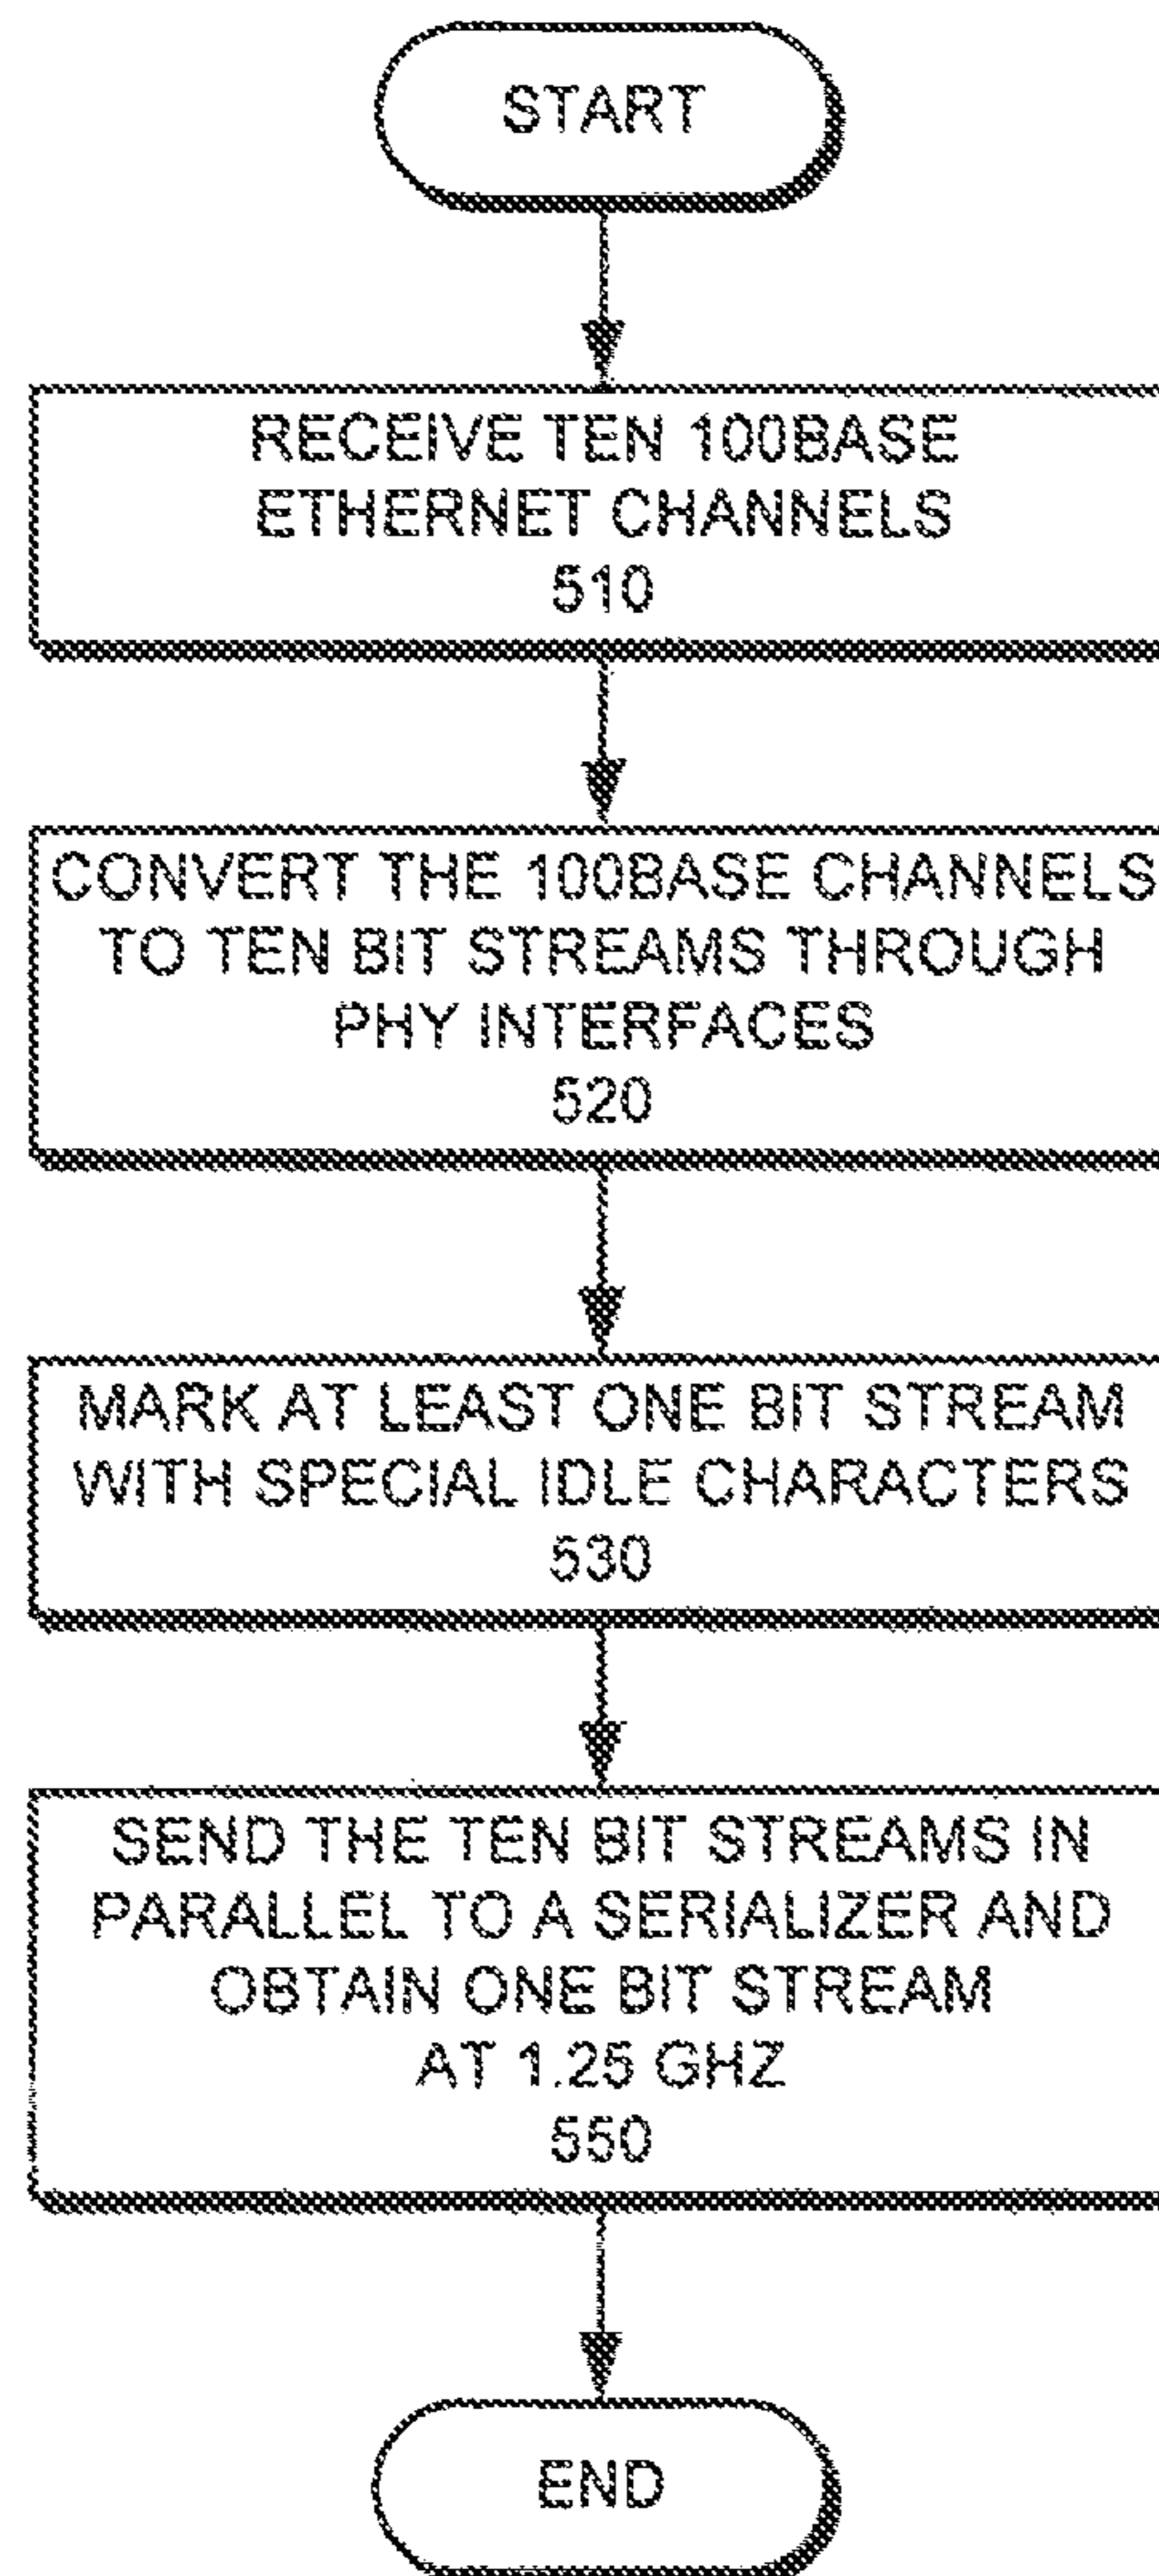 START
RECEIVE TEN 100BASE
ETHERNET CHANNELS
510
CONVERT THE 100BASE CHANNELS
TO TEN BIT STREAMS THROUGH
PHY INTERFACES
520
MARK AT LEAST ONE BIT STREAM
WITH SPECIAL IDLE CHARACTERS
530
SEND THE TEN BIT STREAMS IN
PARALLEL TO A SERIALIZER AND
OBTAIN ONE BIT STREAM
AT 1.25 GHZ
550
END